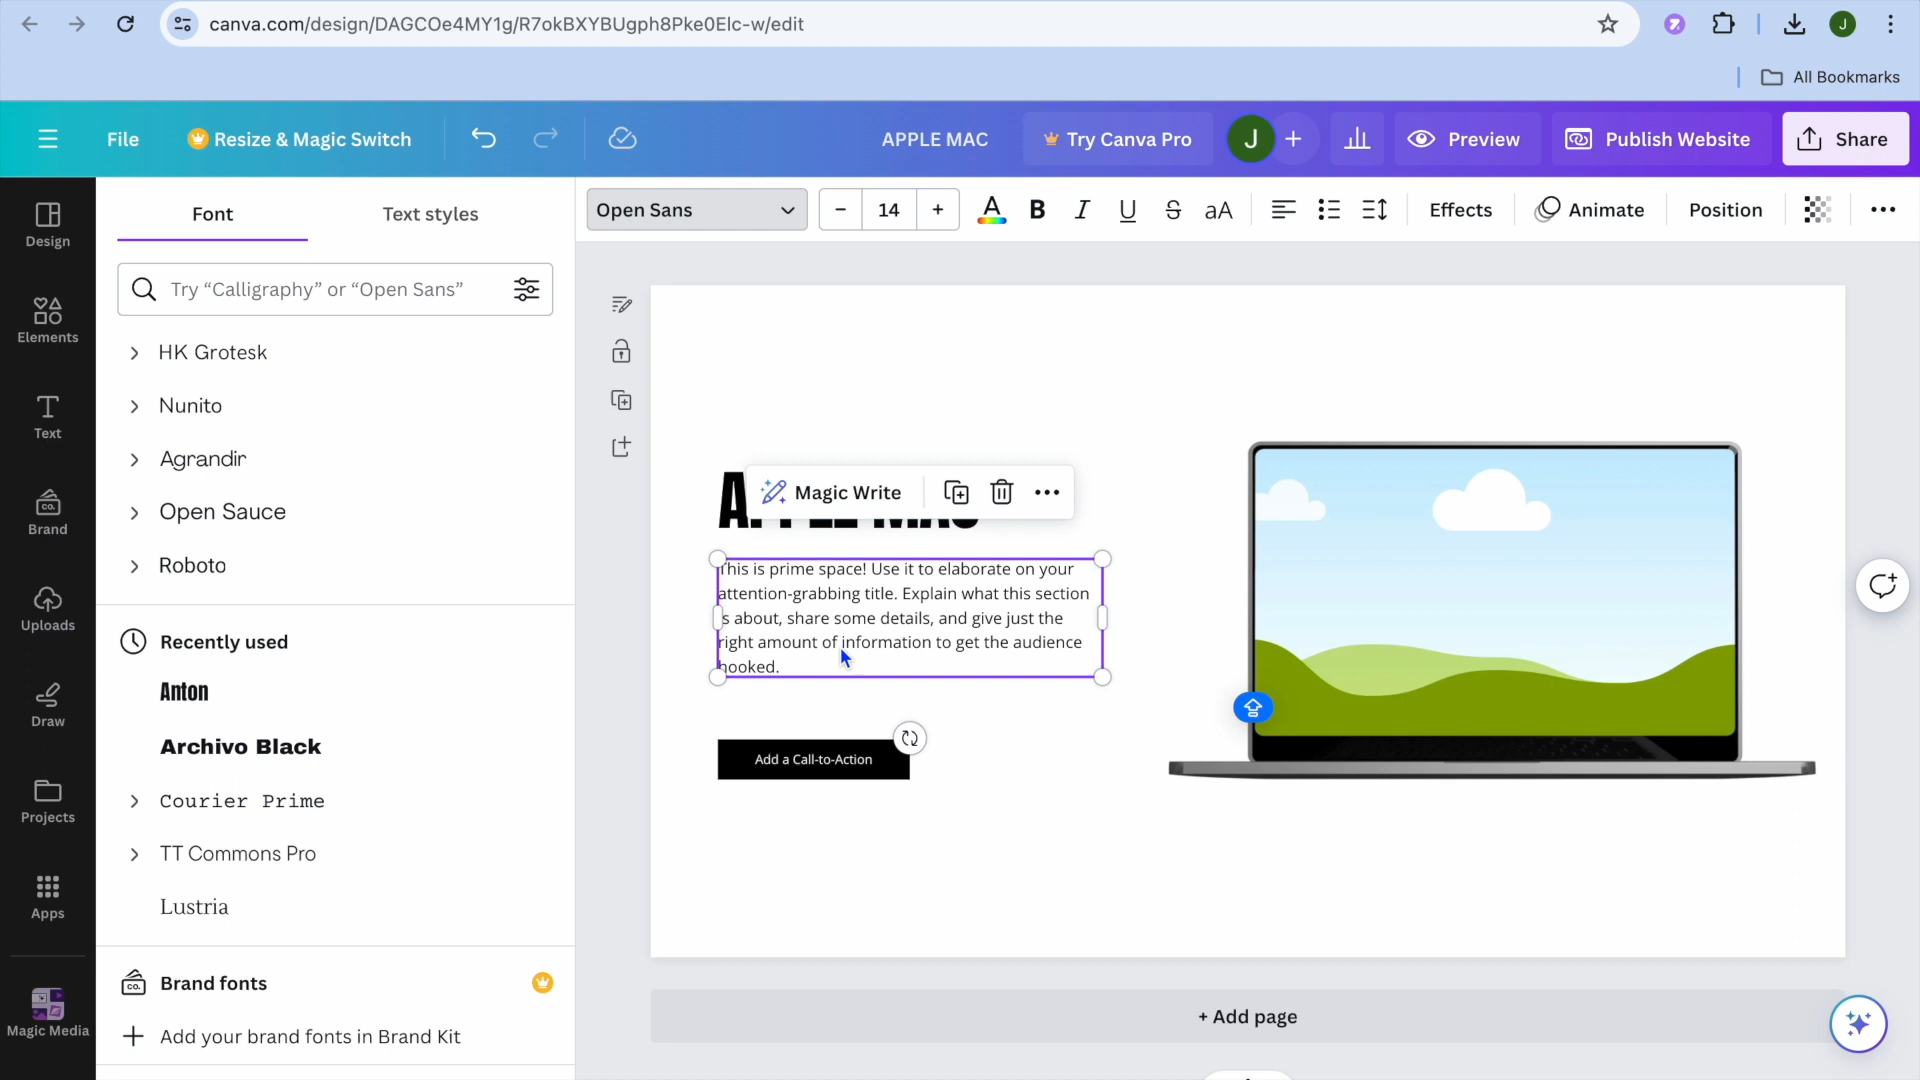 canva.com/design/DAGCOe4MY1g/R7okBXYBUgph8Pke0Elc-w/edit
J
All Bookmarks
File
Resize & Magic Switch
APPLE MAC
Try Canva Pro
J
Preview
Publish Website
Share
Design
Elements
Text
Brand
Uploads
Draw
Projects
Apps
Magic Media
Font
Text styles
Try “Calligraphy” or “Open Sans”
HK Grotesk
Nunito
Agrandir
Open Sauce
Roboto
Recently used
Anton
Archivo Black
Courier Prime
TT Commons Pro
Lustria
Brand fonts
Add your brand fonts in Brand Kit
Open Sans
14
A
B
I
U
S
aA
Effects
Animate
Position
Magic Write
APPLE MAC
This is prime space! Use it to elaborate on your
attention-grabbing title. Explain what this section
is about, share some details, and give just the
right amount of information to get the audience
hooked.
Add a Call-to-Action
+ Add page